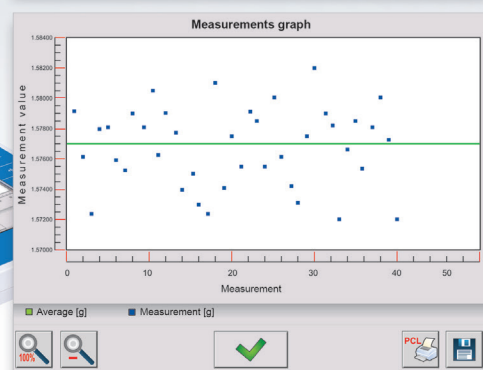 Measurements graph
Measurement value
1.58400
1.58200
1.58000
1.57800
1.57600
1.57400
1.57200
1.57000
0 10 20 30 40 50
Measurement
Average [g] Measurement [g]
100%
PCL